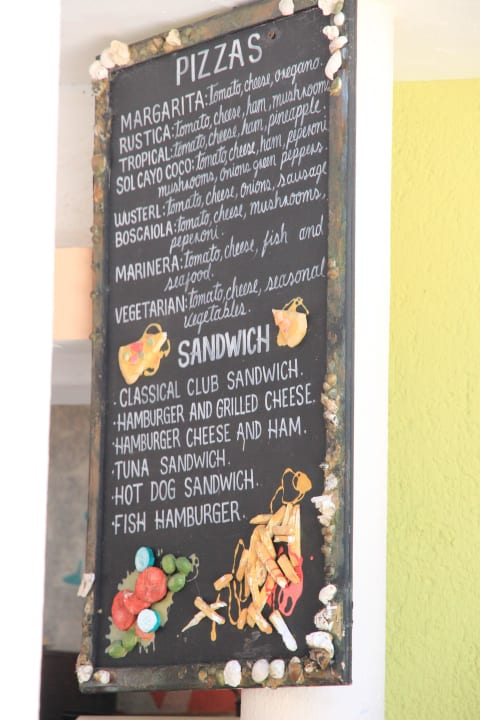 PIZZAS
MARGARITA: tomato, cheese, oregano.
RUSTICA: tomato, cheese, ham, mushrooms
TROPICAL: tomato, cheese, ham, pineapple.
SOL CAYO COCO: tomato, cheese, ham, peperoni
mushrooms, onions green peppers.
WUSTERL: tomato, cheese, onions, sausage
BOSCAIOLA: tomato, cheese, mushrooms,
peperoni.
MARINERA: tomato, cheese, fish and
seafood.
VEGETARIAN: tomato, cheese, seasonal
vegetables.
SANDWICH
·CLASSICAL CLUB SANDWICH.
·HAMBURGER AND GRILLED CHEESE.
·HAMBURGER CHEESE AND HAM.
·TUNA SANDWICH.
·HOT DOG SANDWICH.
·FISH HAMBURGER.